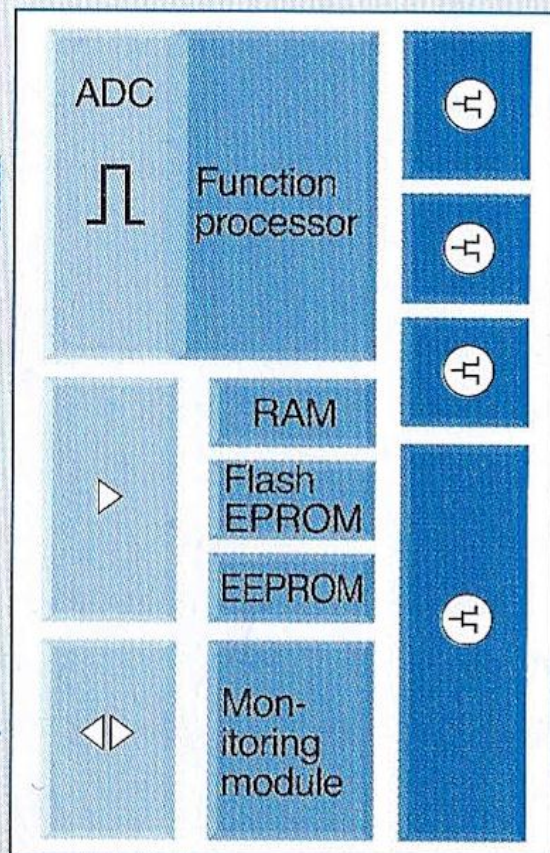 ADC
Function
processor
RAM
Flash
EPROM
EEPROM
Mon-
itoring
module